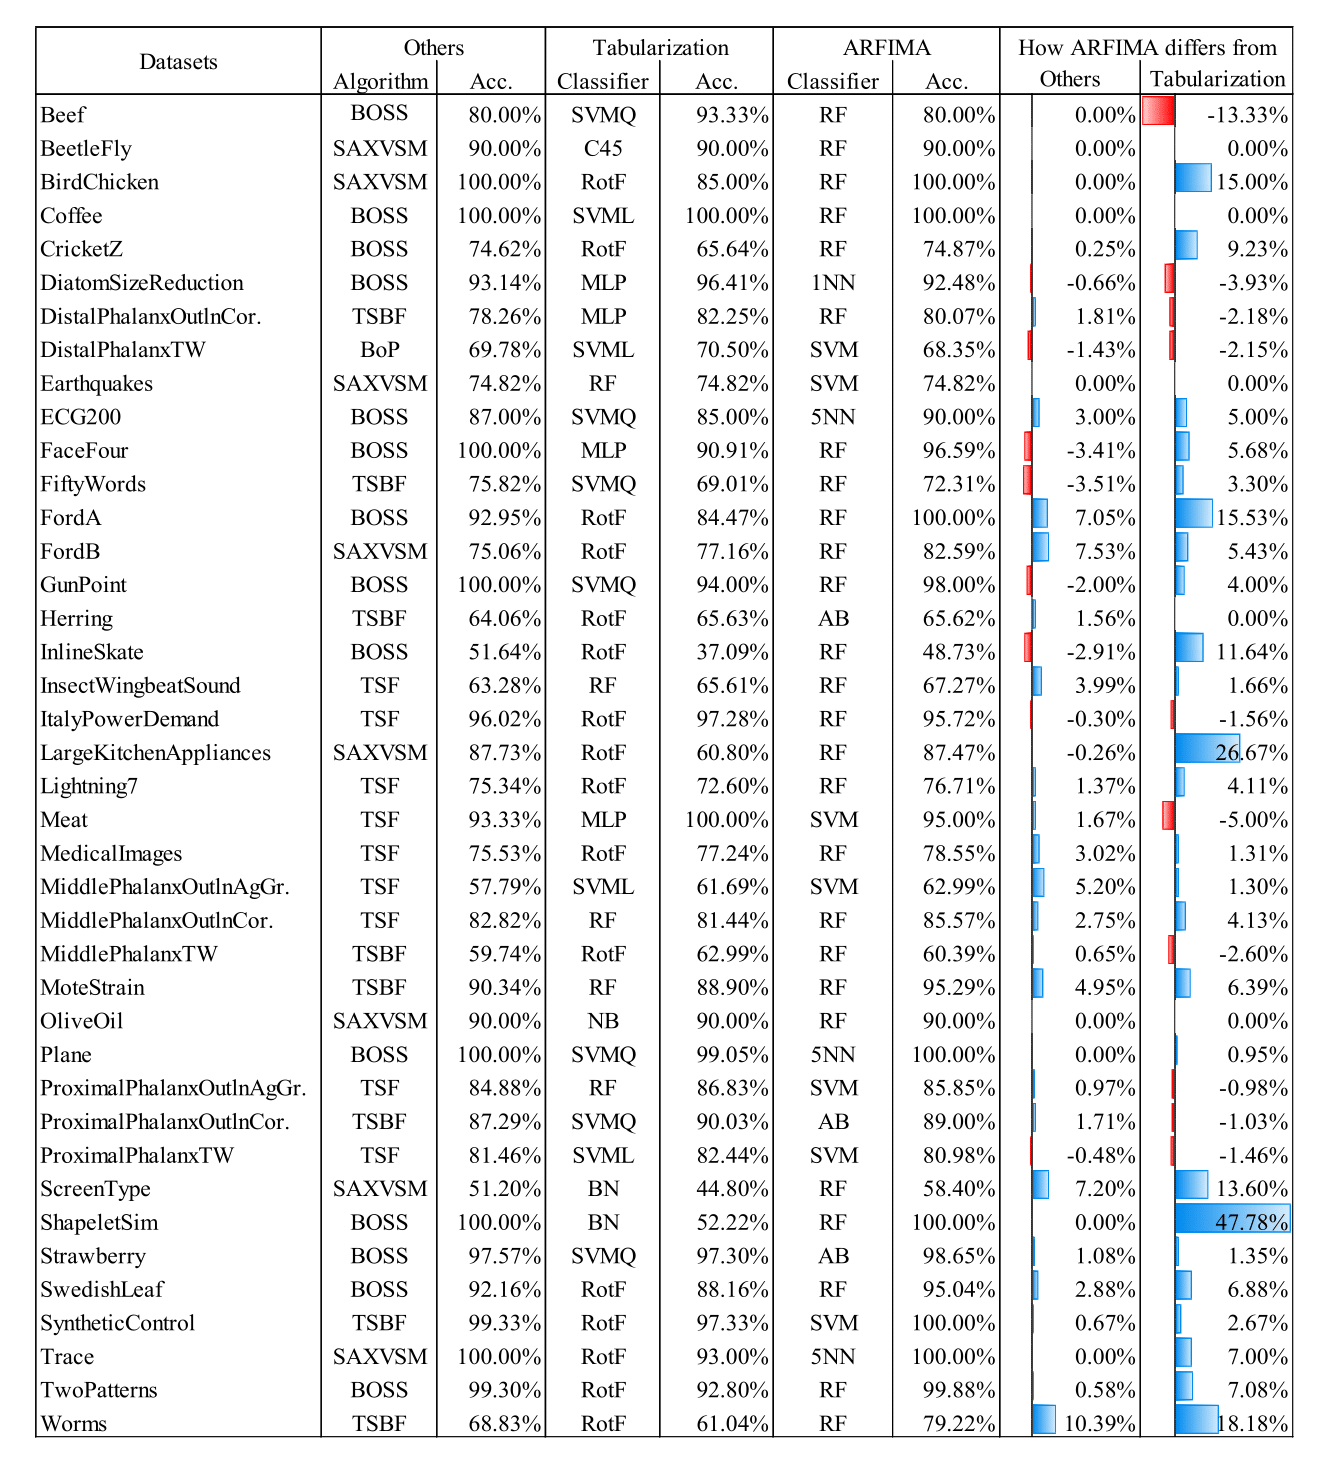 Datasets Others Tabularization ARFIMA How ARFIMA differs from
Algorithm Acc. Classifier Acc. Classifier Acc. Others Tabularization
Beef BOSS 80.00% SVMQ 93.33% RF 80.00% 0.00% -13.33%
BeetleFly SAXVSM 90.00% C45 90.00% RF 90.00% 0.00% 0.00%
BirdChicken SAXVSM 100.00% RotF 85.00% RF 100.00% 0.00% 15.00%
Coffee BOSS 100.00% SVML 100.00% RF 100.00% 0.00% 0.00%
CricketZ BOSS 74.62% RotF 65.64% RF 74.87% 0.25% 9.23%
DiatomSizeReduction BOSS 93.14% MLP 96.41% 1NN 92.48% -0.66% -3.93%
DistalPhalanxOutlnCor. TSBF 78.26% MLP 82.25% RF 80.07% 1.81% -2.18%
DistalPhalanxTW BoP 69.78% SVML 70.50% SVM 68.35% -1.43% -2.15%
Earthquakes SAXVSM 74.82% RF 74.82% SVM 74.82% 0.00% 0.00%
ECG200 BOSS 87.00% SVMQ 85.00% 5NN 90.00% 3.00% 5.00%
FaceFour BOSS 100.00% MLP 90.91% RF 96.59% -3.41% 5.68%
FiftyWords TSBF 75.82% SVMQ 69.01% RF 72.31% -3.51% 3.30%
FordA BOSS 92.95% RotF 84.47% RF 100.00% 7.05% 15.53%
FordB SAXVSM 75.06% RotF 77.16% RF 82.59% 7.53% 5.43%
GunPoint BOSS 100.00% SVMQ 94.00% RF 98.00% -2.00% 4.00%
Herring TSBF 64.06% RotF 65.63% AB 65.62% 1.56% 0.00%
InlineSkate BOSS 51.64% RotF 37.09% RF 48.73% -2.91% 11.64%
InsectWingbeatSound TSF 63.28% RF 65.61% RF 67.27% 3.99% 1.66%
ItalyPowerDemand TSF 96.02% RotF 97.28% RF 95.72% -0.30% -1.56%
LargeKitchenAppliances SAXVSM 87.73% RotF 60.80% RF 87.47% -0.26% 26.67%
Lightning7 TSF 75.34% RotF 72.60% RF 76.71% 1.37% 4.11%
Meat TSF 93.33% MLP 100.00% SVM 95.00% 1.67% -5.00%
MedicalImages TSF 75.53% RotF 77.24% RF 78.55% 3.02% 1.31%
MiddlePhalanxOutlnAgGr. TSF 57.79% SVML 61.69% SVM 62.99% 5.20% 1.30%
MiddlePhalanxOutlnCor. TSF 82.82% RF 81.44% RF 85.57% 2.75% 4.13%
MiddlePhalanxTW TSBF 59.74% RotF 62.99% RF 60.39% 0.65% -2.60%
MoteStrain TSBF 90.34% RF 88.90% RF 95.29% 4.95% 6.39%
OliveOil SAXVSM 90.00% NB 90.00% RF 90.00% 0.00% 0.00%
Plane BOSS 100.00% SVMQ 99.05% 5NN 100.00% 0.00% 0.95%
ProximalPhalanxOutlnAgGr. TSF 84.88% RF 86.83% SVM 85.85% 0.97% -0.98%
ProximalPhalanxOutlnCor. TSBF 87.29% SVMQ 90.03% AB 89.00% 1.71% -1.03%
ProximalPhalanxTW TSF 81.46% SVML 82.44% SVM 80.98% -0.48% -1.46%
ScreenType SAXVSM 51.20% BN 44.80% RF 58.40% 7.20% 13.60%
ShapeletSim BOSS 100.00% BN 52.22% RF 100.00% 0.00% 47.78%
Strawberry BOSS 97.57% SVMQ 97.30% AB 98.65% 1.08% 1.35%
SwedishLeaf BOSS 92.16% RotF 88.16% RF 95.04% 2.88% 6.88%
SyntheticControl TSBF 99.33% RotF 97.33% SVM 100.00% 0.67% 2.67%
Trace SAXVSM 100.00% RotF 93.00% 5NN 100.00% 0.00% 7.00%
TwoPatterns BOSS 99.30% RotF 92.80% RF 99.88% 0.58% 7.08%
Worms TSBF 68.83% RotF 61.04% RF 79.22% 10.39% 18.18%